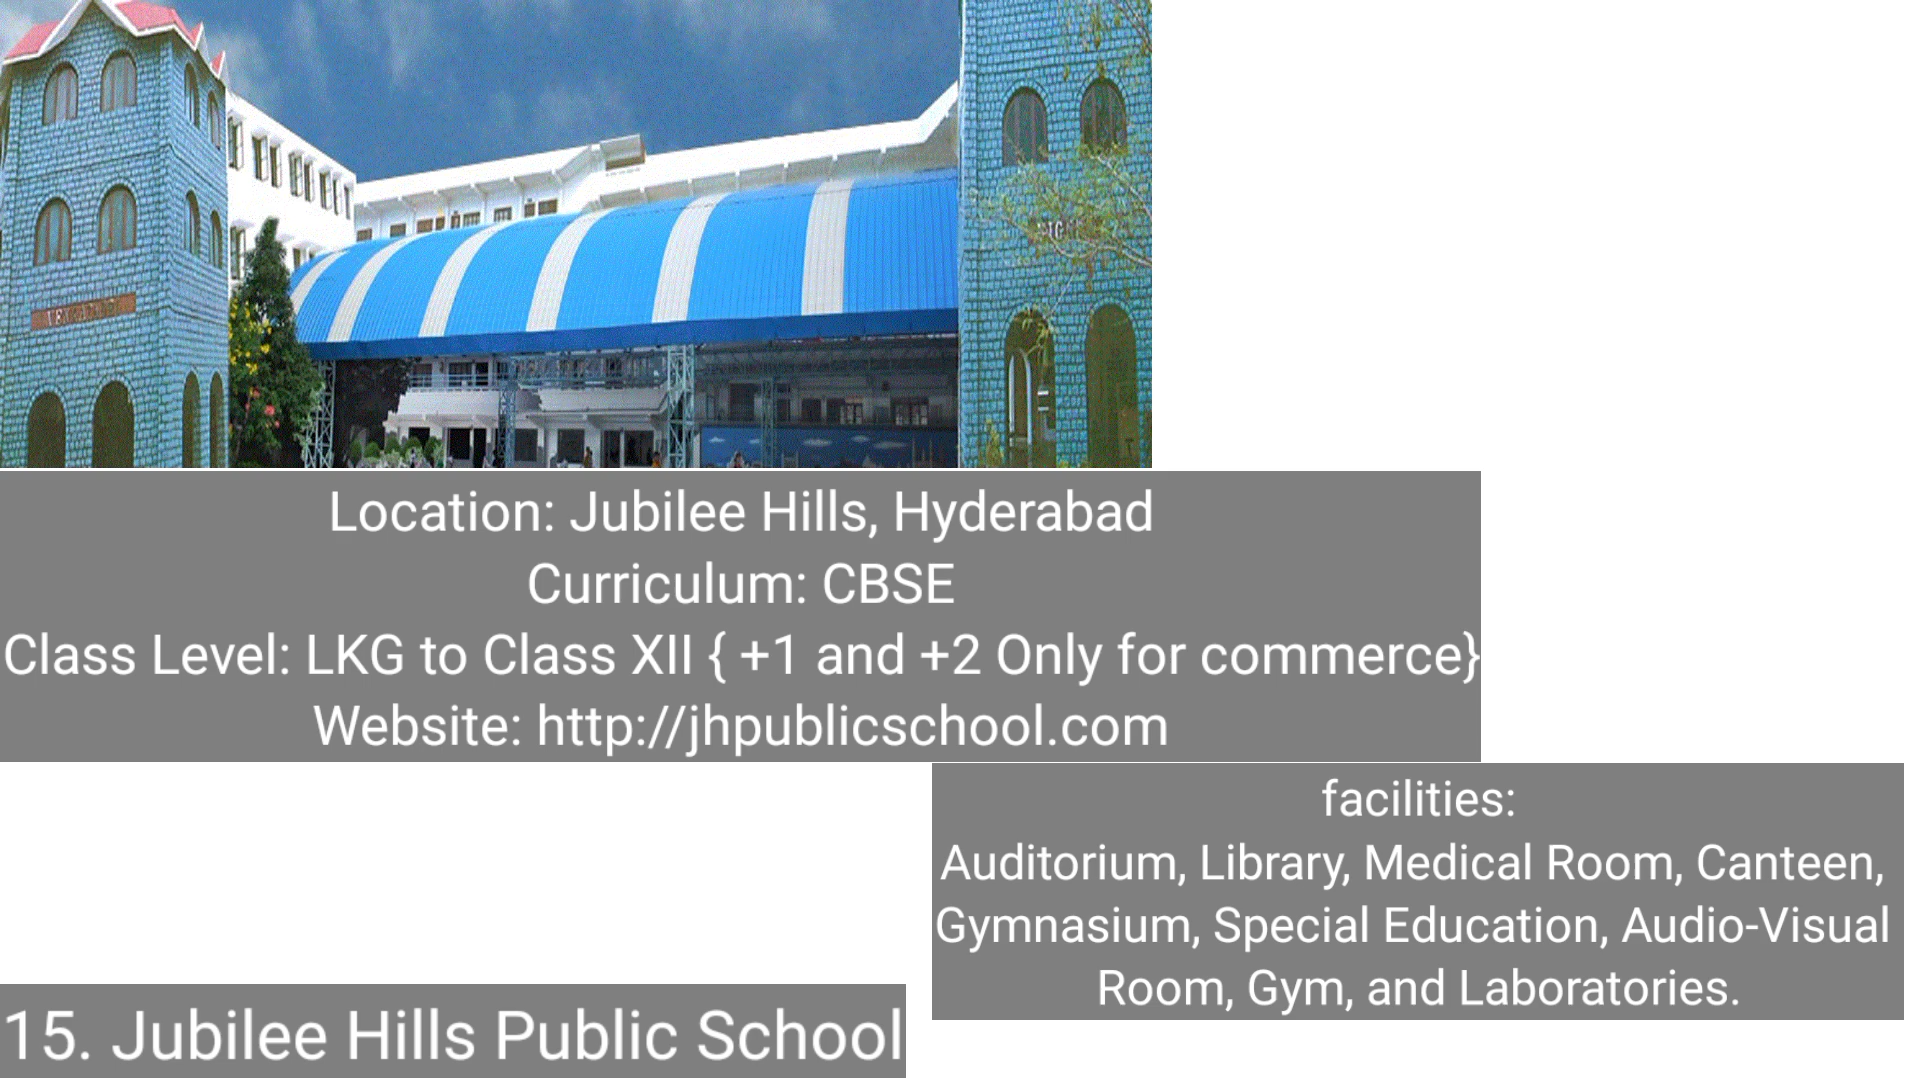 Location: Jubilee Hills, Hyderabad
Curriculum: CBSE
Class Level: LKG to Class XII { +1 and +2 Only for commerce}
Website: http://jhpublicschool.com
facilities:
Auditorium, Library, Medical Room, Canteen,
Gymnasium, Special Education, Audio-Visual
Room, Gym, and Laboratories.
15. Jubilee Hills Public School